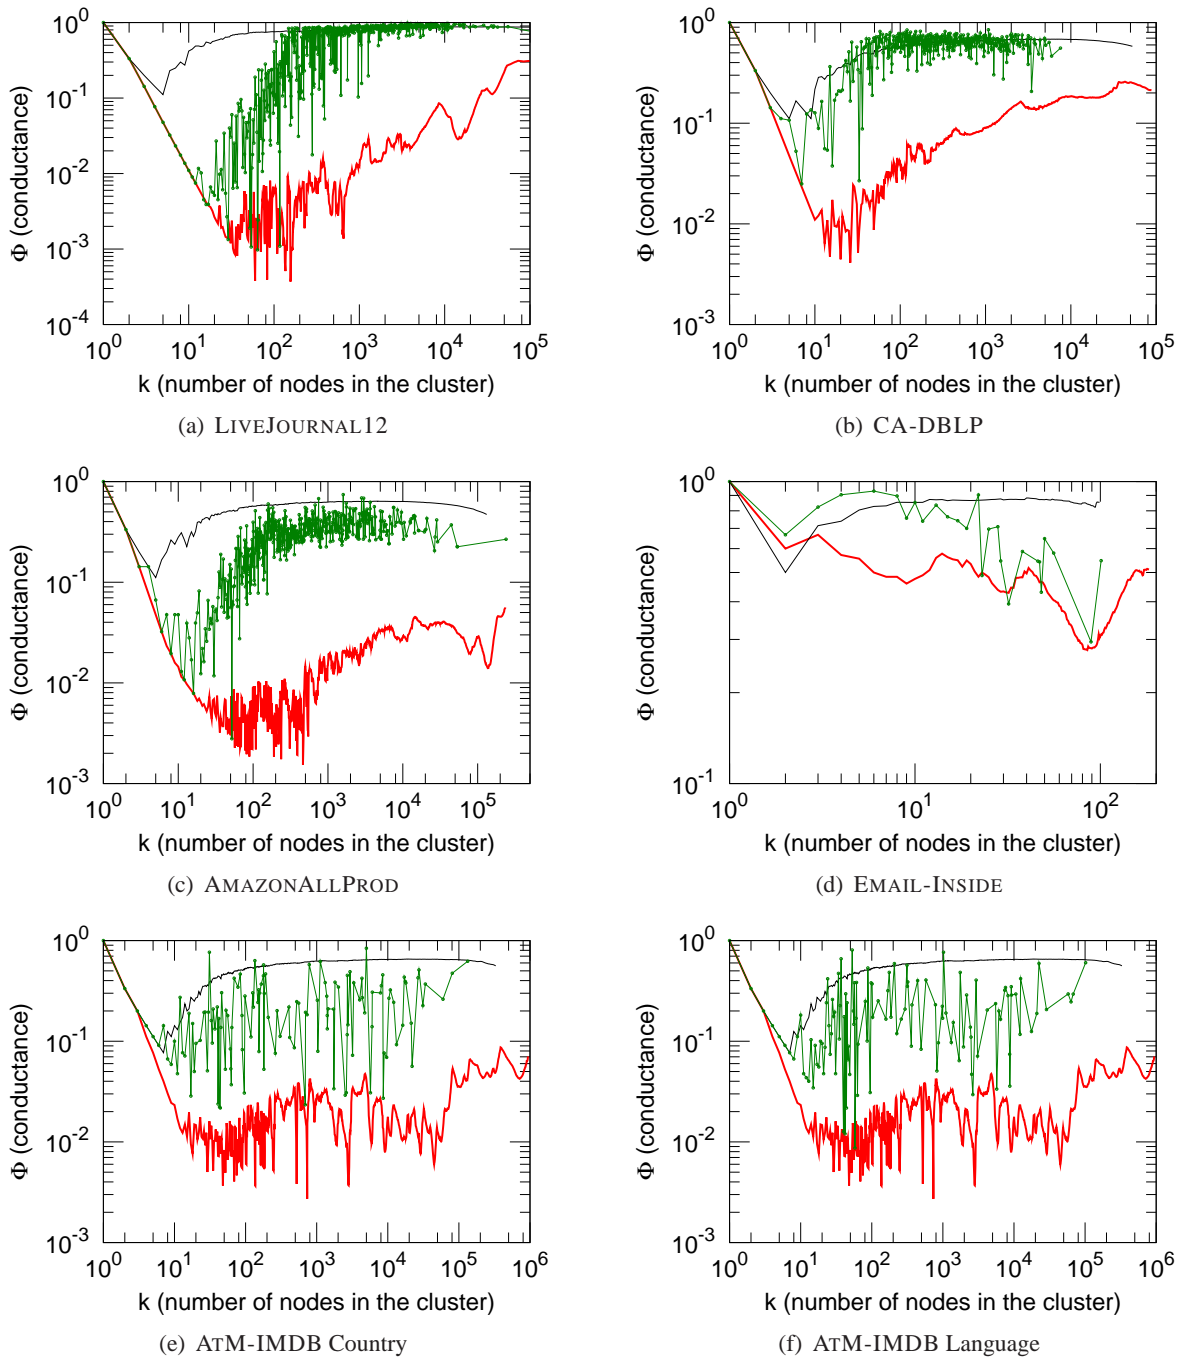 10^0
10^-1
10^-2
10^-3
10^-4
10^0 10^1 10^2 10^3 10^4 10^5
Φ (conductance)
k (number of nodes in the cluster)
(a) LIVEJOURNAL12
10^0
10^-1
10^-2
10^-3
10^0 10^1 10^2 10^3 10^4 10^5
Φ (conductance)
k (number of nodes in the cluster)
(b) CA-DBLP
10^0
10^-1
10^-2
10^-3
10^0 10^1 10^2 10^3 10^4 10^5
Φ (conductance)
k (number of nodes in the cluster)
(c) AMAZONALLPROD
10^0
10^-1
10^0 10^1 10^2
Φ (conductance)
k (number of nodes in the cluster)
(d) EMAIL-INSIDE
10^0
10^-1
10^-2
10^-3
10^0 10^1 10^2 10^3 10^4 10^5 10^6
Φ (conductance)
k (number of nodes in the cluster)
(e) ATM-IMDB Country
10^0
10^-1
10^-2
10^-3
10^0 10^1 10^2 10^3 10^4 10^5 10^6
Φ (conductance)
k (number of nodes in the cluster)
(f) ATM-IMDB Language